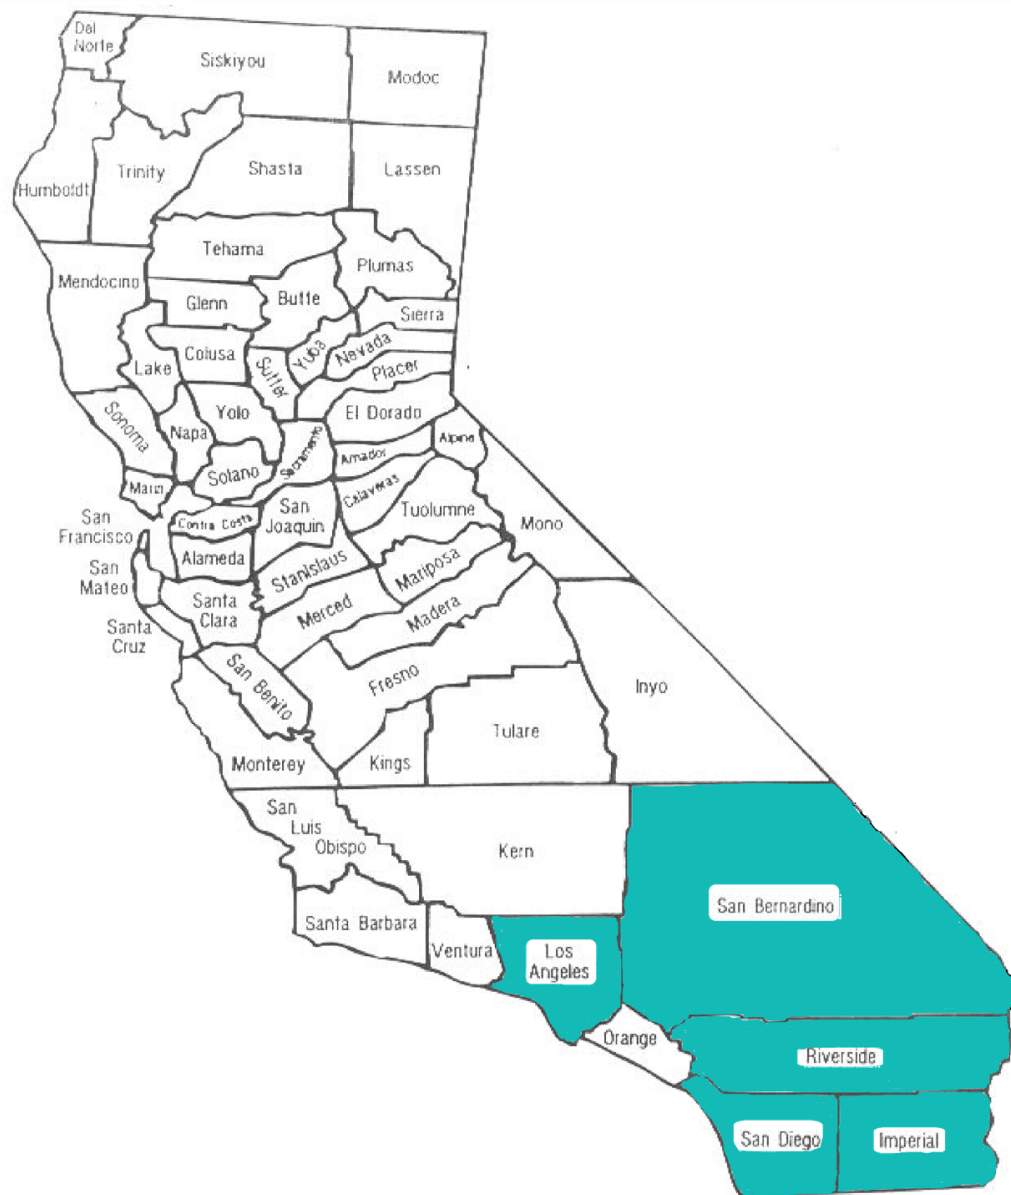 Del
Norte
Siskiyou
Modoc
Humboldt
Trinity
Shasta
Lassen
Tehama
Plumas
Mendocino
Glenn
Butte
Sierra
Lake
Colusa
Sutter
Yuba
Nevada
Placer
Sonoma
Napa
Yolo
El Dorado
Sacramento
Amador
Alpine
Marin
Solano
Calaveras
Tuolumne
Mono
San
Francisco
Contra Costa
San
Joaquin
San
Mateo
Alameda
Stanislaus
Mariposa
Santa
Clara
Merced
Madera
Santa
Cruz
San Benito
Fresno
Inyo
Monterey
Kings
Tulare
San
Luis
Obispo
Kern
Santa Barbara
Ventura
Los
Angeles
San Bernardino
Orange
Riverside
San Diego
Imperial